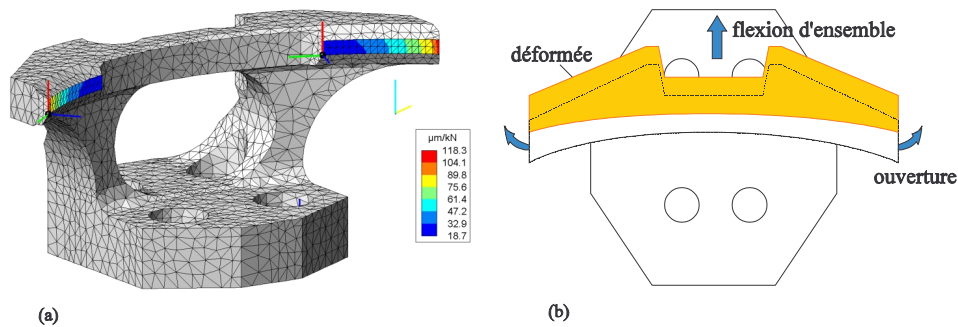 µm/kN
118.3
104.1
89.8
75.6
61.4
47.2
32.9
18.7
(a)
flexion d'ensemble
déformée
ouverture
(b)